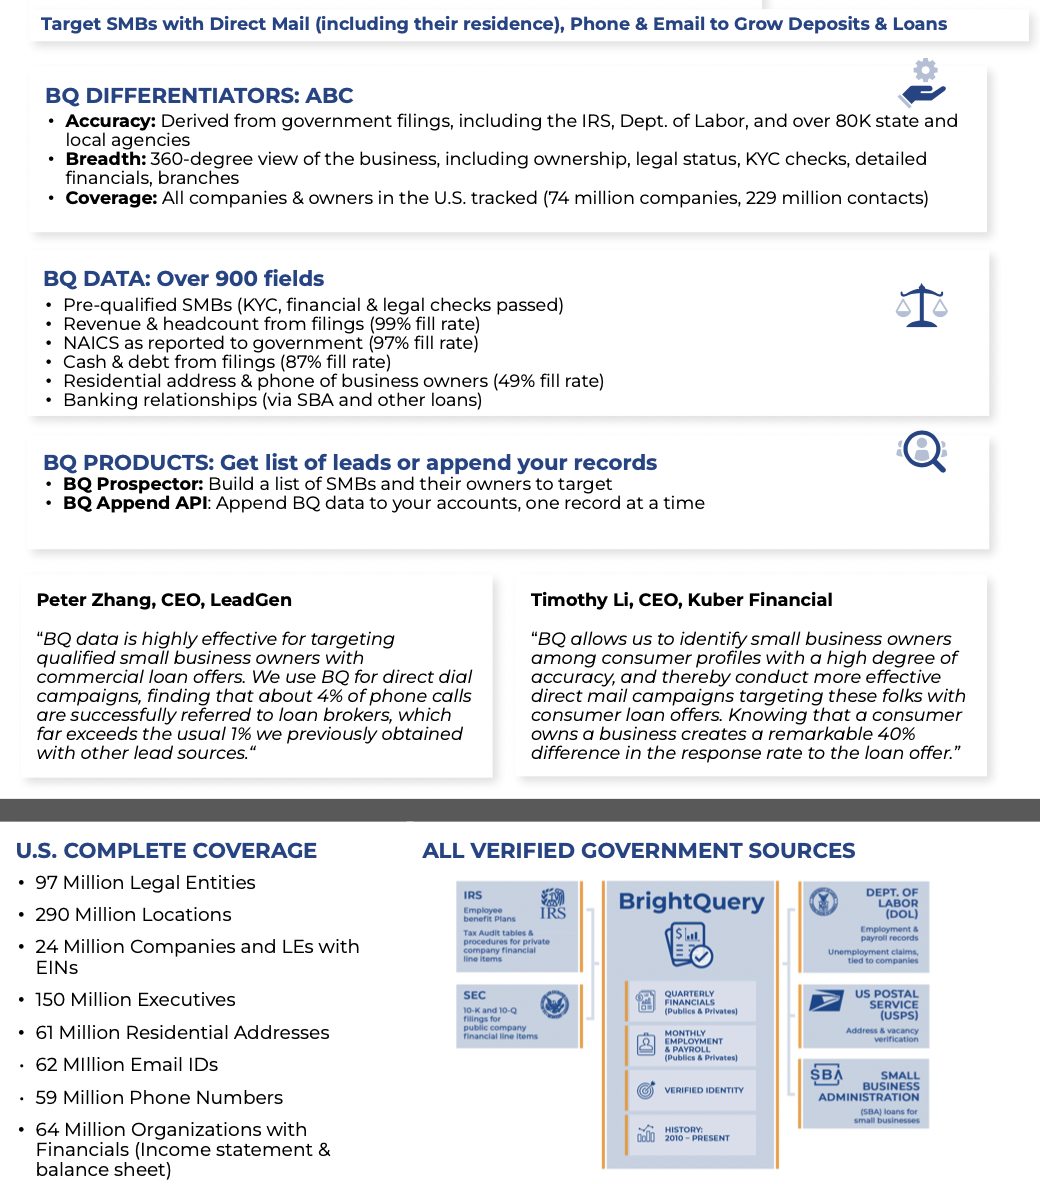 Target SMBs with Direct Mail (including their residence), Phone & Email to Grow Deposits & Loans
BQ DIFFERENTIATORS: ABC
• Accuracy: Derived from government filings, including the IRS, Dept. of Labor, and over 80K state and
local agencies
• Breadth: 360-degree view of the business, including ownership, legal status, KYC checks, detailed
financials, branches
• Coverage: All companies & owners in the U.S. tracked (74 million companies, 229 million contacts)
BQ DATA: Over 900 fields
• Pre-qualified SMBs (KYC, financial & legal checks passed)
• Revenue & headcount from filings (99% fill rate)
• NAICS as reported to government (97% fill rate)
• Cash & debt from filings (87% fill rate)
• Residential address & phone of business owners (49% fill rate)
• Banking relationships (via SBA and other loans)
BQ PRODUCTS: Get list of leads or append your records
• BQ Prospector: Build a list of SMBs and their owners to target
• BQ Append API: Append BQ data to your accounts, one record at a time
Peter Zhang, CEO, LeadGen
“BQ data is highly effective for targeting
qualified small business owners with
commercial loan offers. We use BQ for direct dial
campaigns, finding that about 4% of phone calls
are successfully referred to loan brokers, which
far exceeds the usual 1% we previously obtained
with other lead sources.“
Timothy Li, CEO, Kuber Financial
“BQ allows us to identify small business owners
among consumer profiles with a high degree of
accuracy, and thereby conduct more effective
direct mail campaigns targeting these folks with
consumer loan offers. Knowing that a consumer
owns a business creates a remarkable 40%
difference in the response rate to the loan offer.”
U.S. COMPLETE COVERAGE
• 97 Million Legal Entities
• 290 Million Locations
• 24 Million Companies and LEs with
EINs
• 150 Million Executives
• 61 Million Residential Addresses
• 62 MIllion Email IDs
• 59 Million Phone Numbers
• 64 Million Organizations with
Financials (Income statement &
balance sheet)
ALL VERIFIED GOVERNMENT SOURCES
IRS
Employee
benefit Plans
Tax Audit tables &
procedures for private
company financial
line items
IRS
SEC
10-K and 10-Q
filings for
public company
financial line items
BrightQuery
QUARTERLY
FINANCIALS
(Publics & Privates)
MONTHLY
EMPLOYMENT
& PAYROLL
(Publics & Privates)
VERIFIED IDENTITY
HISTORY:
2010 – PRESENT
DEPT. OF
LABOR
(DOL)
Employment &
payroll records
Unemployment claims,
tied to companies
US POSTAL
SERVICE
(USPS)
Address & vacancy
verification
SBA
SMALL
BUSINESS
ADMINISTRATION
(SBA) loans for
small businesses